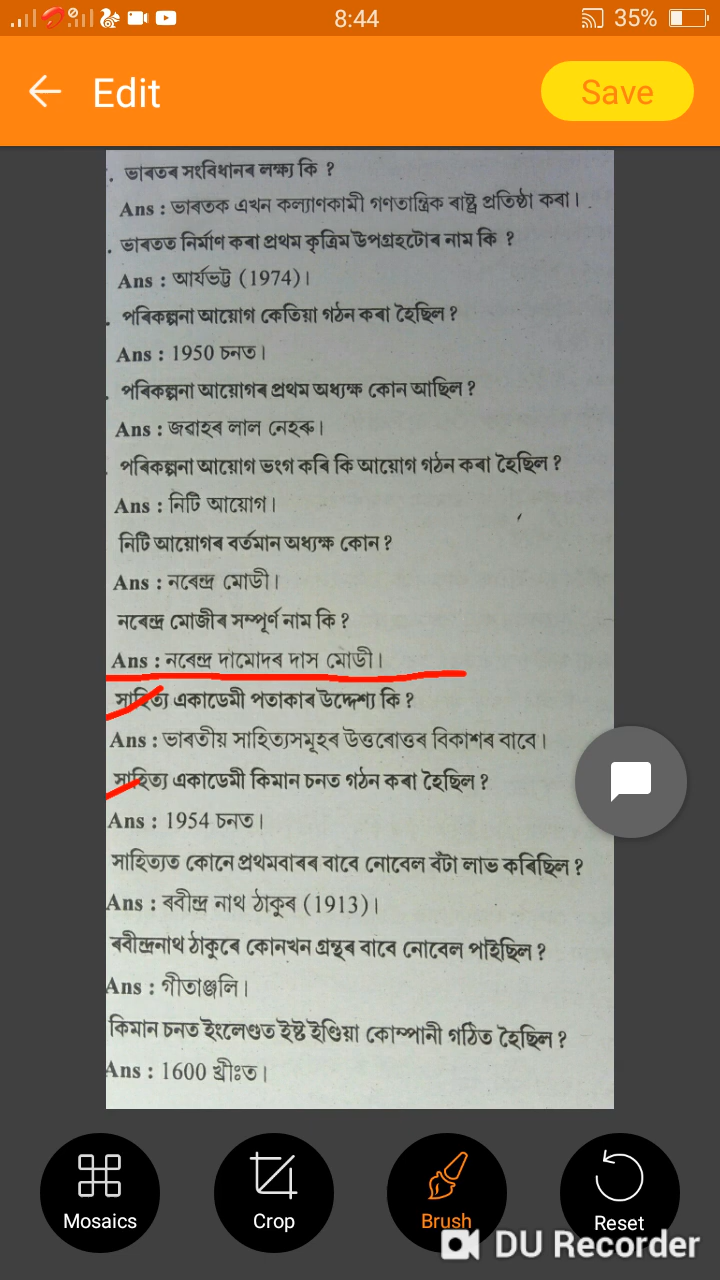 8:44
35%
Edit
Save
. ভাৰতৰ সংবিধানৰ লক্ষ্য কি ?
Ans : ভাৰতক এখন কল্যাণকামী গণতান্ত্ৰিক ৰাষ্ট্ৰ প্ৰতিষ্ঠা কৰা।
. ভাৰতত নিৰ্মাণ কৰা প্ৰথম কৃত্ৰিম উপগ্ৰহটোৰ নাম কি ?
Ans : আৰ্যভট্ট (1974)।
. পৰিকল্পনা আয়োগ কেতিয়া গঠন কৰা হৈছিল ?
Ans : 1950 চনত।
. পৰিকল্পনা আয়োগৰ প্ৰথম অধ্যক্ষ কোন আছিল ?
Ans : জৱাহৰ লাল নেহৰু।
. পৰিকল্পনা আয়োগ ভংগ কৰি কি আয়োগ গঠন কৰা হৈছিল ?
Ans : নিটি আয়োগ।
নিটি আয়োগৰ বৰ্তমান অধ্যক্ষ কোন ?
Ans : নৰেন্দ্ৰ মোডী।
নৰেন্দ্ৰ মোজীৰ সম্পূৰ্ণ নাম কি ?
Ans : নৰেন্দ্ৰ দামোদৰ দাস মোডী।
সাহিত্য একাডেমী পতাকাৰ উদ্দেশ্য কি ?
Ans : ভাৰতীয় সাহিত্যসমূহৰ উত্তৰোত্তৰ বিকাশৰ বাবে।
সাহিত্য একাডেমী কিমান চনত গঠন কৰা হৈছিল ?
Ans : 1954 চনত।
সাহিত্যত কোনে প্ৰথমবাৰৰ বাবে নোবেল বঁটা লাভ কৰিছিল ?
Ans : ৰবীন্দ্ৰ নাথ ঠাকুৰ (1913)।
ৰবীন্দ্ৰনাথ ঠাকুৰে কোনখন গ্ৰন্থৰ বাবে নোবেল পাইছিল ?
Ans : গীতাঞ্জলি।
কিমান চনত ইংলেণ্ডত ইষ্ট ইণ্ডিয়া কোম্পানী গঠিত হৈছিল ?
Ans : 1600 খ্ৰীঃত।
Mosaics
Crop
Brush
Reset
DU Recorder